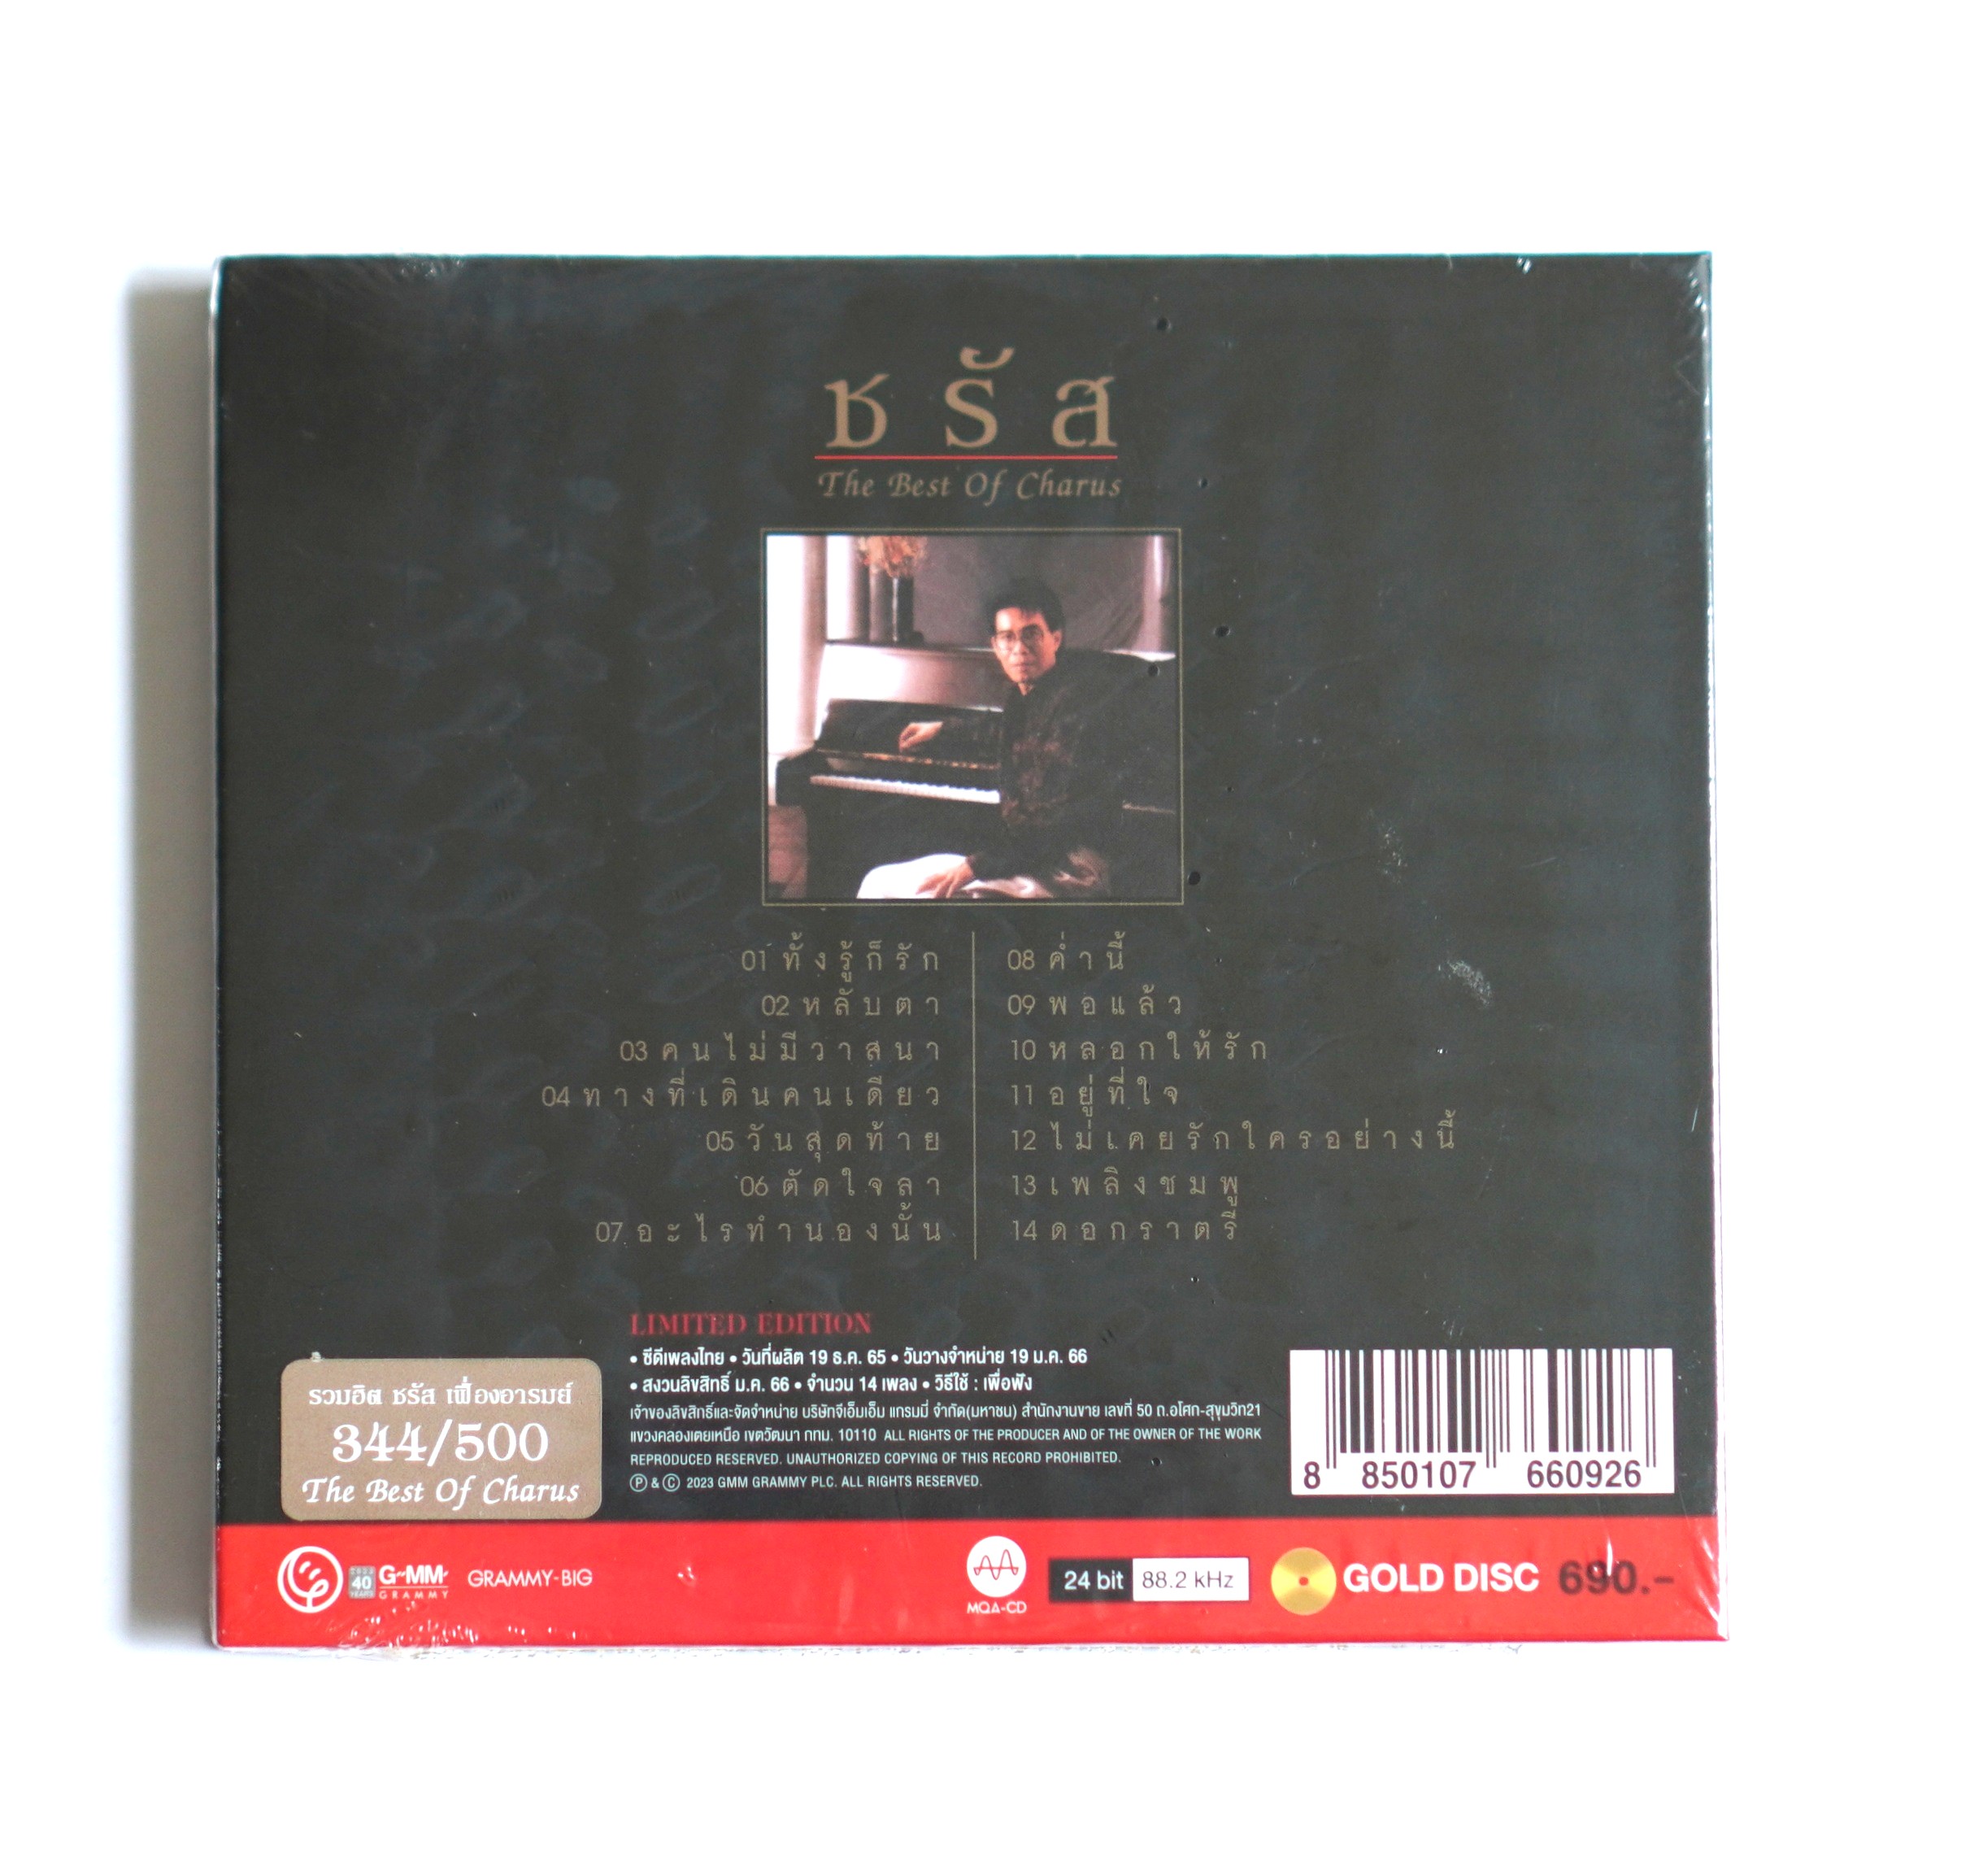 ชรัส
The Best Of Charus
01 ทั้งรู้ก็รัก
02 หลับตา
03 คนไม่มีวาสนา
04 ทางที่เดินคนเดียว
05 วันสุดท้าย
06 ตัดใจลา
07 อะไรทำนองนั้น
08 ค่ำนี้
09 พอแล้ว
10 หลอกให้รัก
11 อยู่ที่ใจ
12 ไม่เคยรักใครอย่างนี้
13 เพลิงชมพู
14 ดอกราตรี
รวมฮิต ชรัส เฟื่องอารมย์
344/500
The Best Of Charus
LIMITED EDITION
• ซีดีเพลงไทย • วันที่ผลิต 19 ธ.ค. 65 • วันวางจำหน่าย 19 ม.ค. 66
• สงวนลิขสิทธิ์ ม.ค. 66 • จำนวน 14 เพลง • วิธีใช้ : เพื่อฟัง
เจ้าของลิขสิทธิ์และจัดจำหน่าย บริษัทจีเอ็มเอ็ม แกรมมี่ จำกัด(มหาชน) สำนักงานขาย เลขที่ 50 ถ.อโศก-สุขุมวิท21
แขวงคลองเตยเหนือ เขตวัฒนา กทม. 10110 ALL RIGHTS OF THE PRODUCER AND OF THE OWNER OF THE WORK
REPRODUCED RESERVED. UNAUTHORIZED COPYING OF THIS RECORD PROHIBITED.
Ⓟ & Ⓒ 2023 GMM GRAMMY PLC. ALL RIGHTS RESERVED.
8 850107 660926
40 YEARS
GMM GRAMMY
GRAMMY-BIG
MQA-CD
24 bit 88.2 kHz
GOLD DISC 690.-